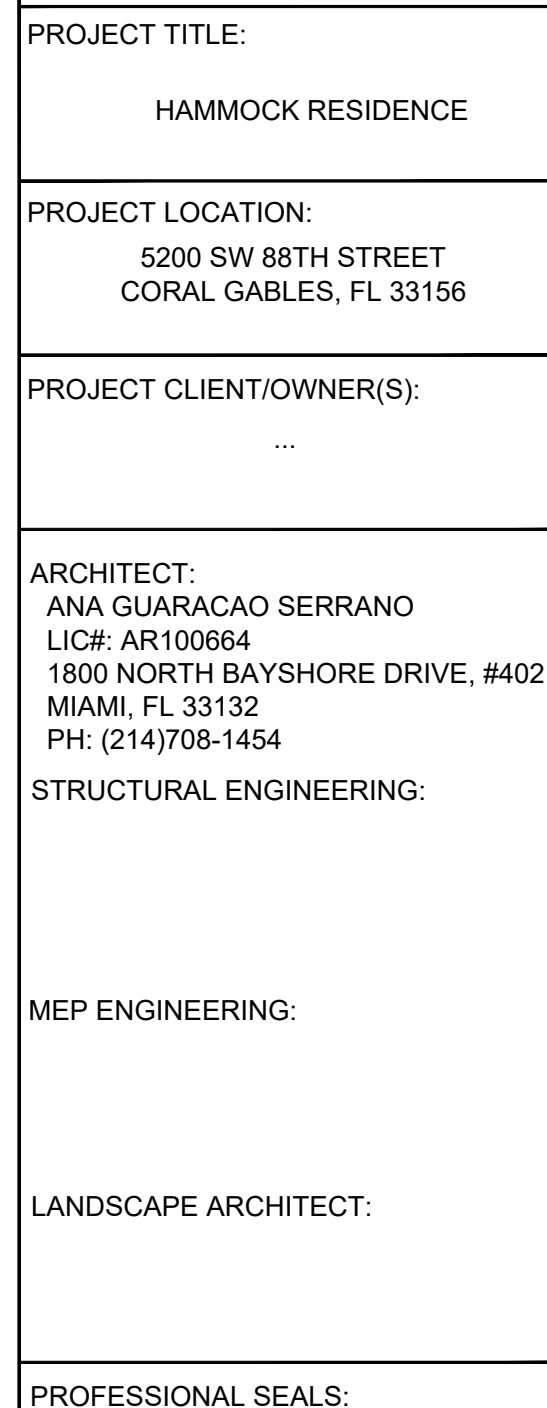 PROJECT TITLE:
HAMMOCK RESIDENCE
PROJECT LOCATION:
5200 SW 88TH STREET
CORAL GABLES, FL 33156
PROJECT CLIENT/OWNER(S):
...
ARCHITECT:
ANA GUARACAO SERRANO
LIC#: AR100664
1800 NORTH BAYSHORE DRIVE, #402
MIAMI, FL 33132
PH: (214)708-1454
STRUCTURAL ENGINEERING:
MEP ENGINEERING:
LANDSCAPE ARCHITECT:
PROFESSIONAL SEALS: